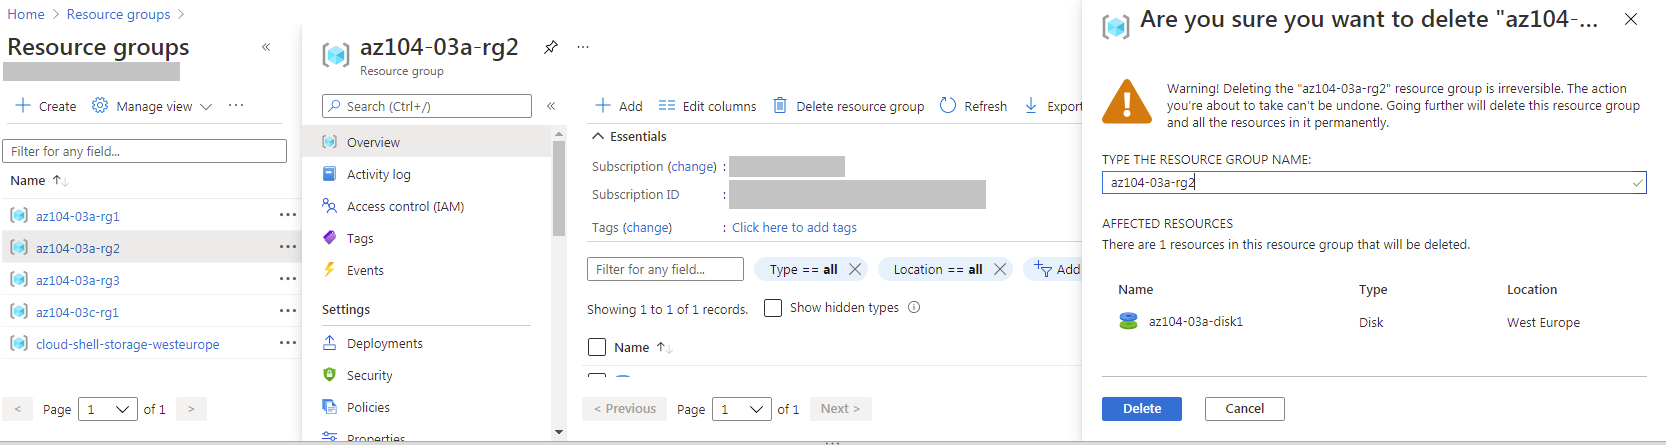 Home > Resource groups >
Resource groups
«
+ Create
Manage view
...
Filter for any field...
Name ↑↓
az104-03a-rg1 ...
az104-03a-rg2 ...
az104-03a-rg3 ...
az104-03c-rg1 ...
cloud-shell-storage-westeurope ...
< Page 1 of 1 >
az104-03a-rg2 ...
Resource group
Search (Ctrl+/) «
Overview
Activity log
Access control (IAM)
Tags
Events
Settings
Deployments
Security
Policies
Properties
+ Add Edit columns Delete resource group Refresh Export
Essentials
Subscription (change) :
Subscription ID :
Tags (change) : Click here to add tags
Filter for any field... Type == all Location == all Add
Showing 1 to 1 of 1 records. Show hidden types
Name ↑↓
< Previous Page 1 of 1 Next >
Are you sure you want to delete "az104-...
Warning! Deleting the "az104-03a-rg2" resource group is irreversible. The action
you're about to take can't be undone. Going further will delete this resource group
and all the resources in it permanently.
TYPE THE RESOURCE GROUP NAME:
az104-03a-rg2
AFFECTED RESOURCES
There are 1 resources in this resource group that will be deleted.
Name Type Location
az104-03a-disk1 Disk West Europe
Delete Cancel